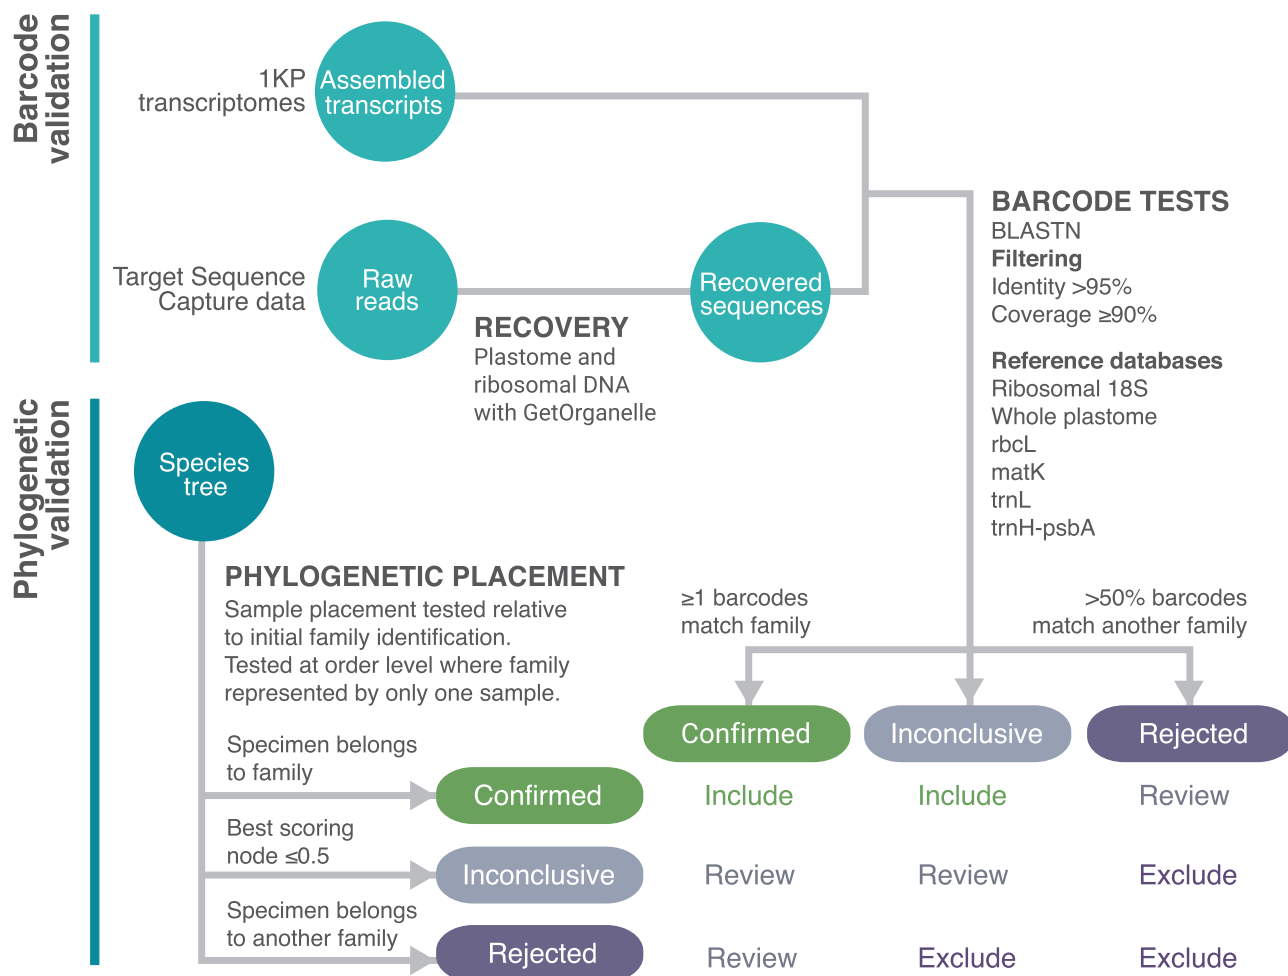 Barcode
validation
1KP
transcriptomes
Assembled
transcripts
Target Sequence
Capture data
Raw
reads
RECOVERY
Plastome and
ribosomal DNA
with GetOrganelle
Recovered
sequences
BARCODE TESTS
BLASTN
Filtering
Identity >95%
Coverage ≥90%
Reference databases
Ribosomal 18S
Whole plastome
rbcL
matK
trnL
trnH-psbA
≥1 barcodes
match family
>50% barcodes
match another family
Confirmed
Inconclusive
Rejected
Phylogenetic
validation
Species
tree
PHYLOGENETIC PLACEMENT
Sample placement tested relative
to initial family identification.
Tested at order level where family
represented by only one sample.
Specimen belongs
to family
Confirmed
Include
Include
Review
Best scoring
node ≤0.5
Inconclusive
Review
Review
Exclude
Specimen belongs
to another family
Rejected
Review
Exclude
Exclude